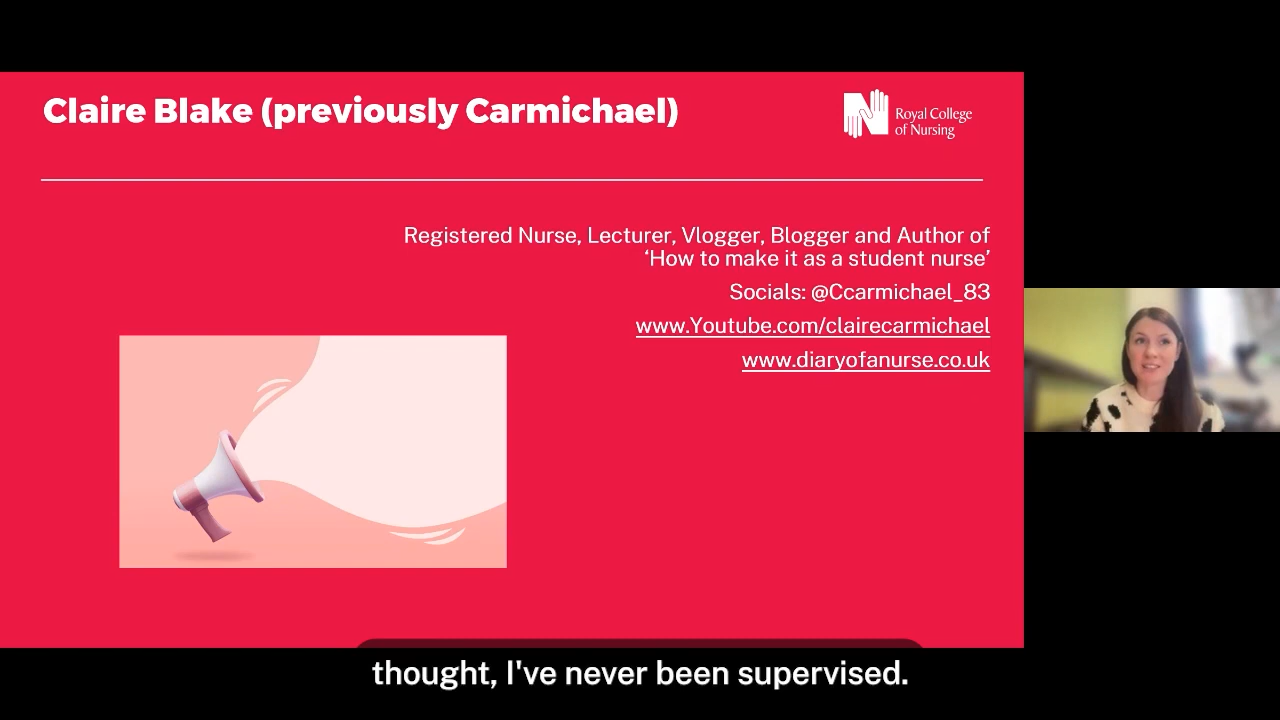 Claire Blake (previously Carmichael)
Royal College
of Nursing
Registered Nurse, Lecturer, Vlogger, Blogger and Author of
‘How to make it as a student nurse’
Socials: @Ccarmichael_83
www.Youtube.com/clairecarmichael
www.diaryofanurse.co.uk
thought, I've never been supervised.